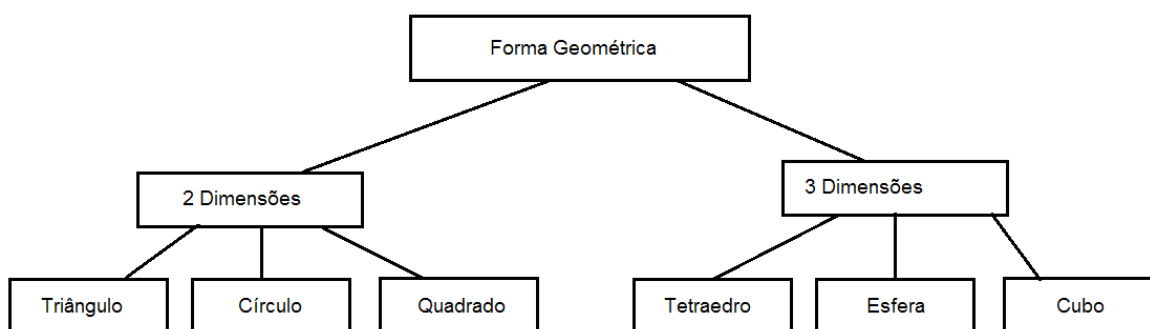 Forma Geométrica
2 Dimensões
3 Dimensões
Triângulo
Círculo
Quadrado
Tetraedro
Esfera
Cubo